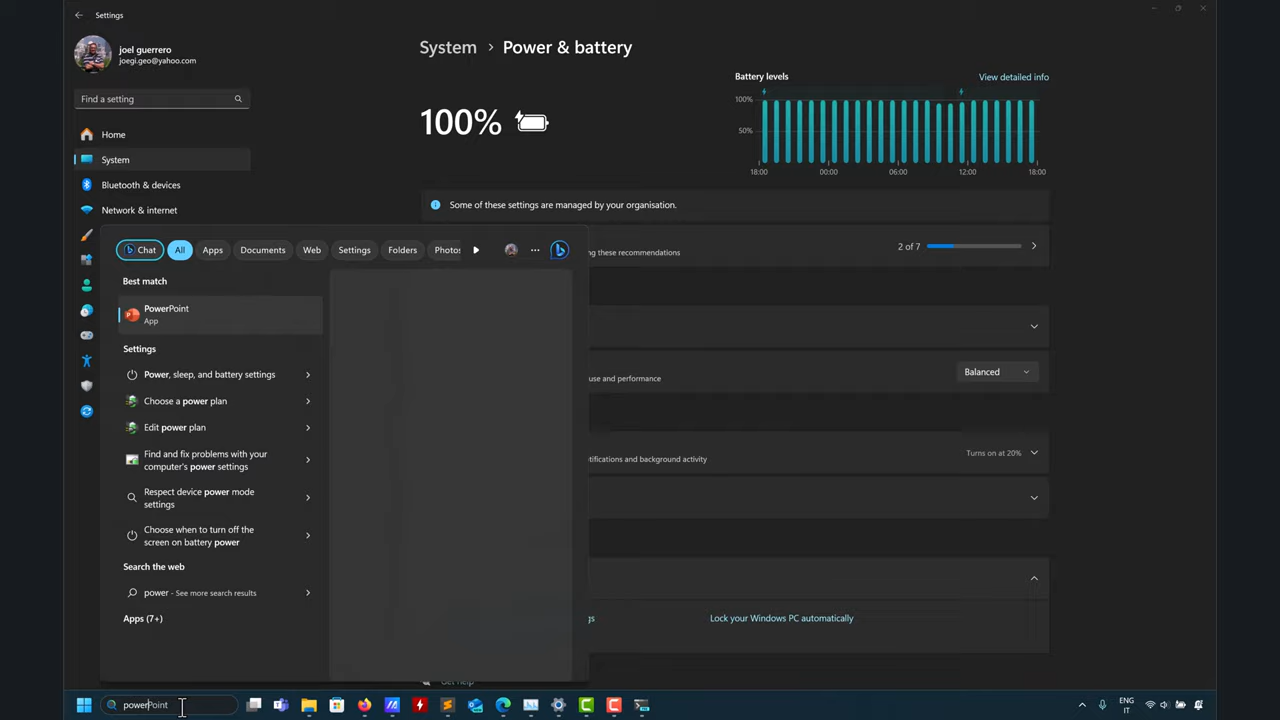 Settings
joel guerrero
joegi.geo@yahoo.com
Find a setting
Home
System
Bluetooth & devices
Network & internet
System › Power & battery
100%
Battery levels
View detailed info
100%
50%
18:00 00:00 06:00 12:00 18:00
Some of these settings are managed by your organisation.
ing these recommendations
2 of 7
use and performance
Balanced
tifications and background activity
Turns on at 20%
Lock your Windows PC automatically
Get help
Chat All Apps Documents Web Settings Folders Photos
Best match
PowerPoint
App
Settings
Power, sleep, and battery settings
Choose a power plan
Edit power plan
Find and fix problems with your
computer's power settings
Respect device power mode
settings
Choose when to turn off the
screen on battery power
Search the web
power - See more search results
Apps (7+)
powerPoint
ENG
IT